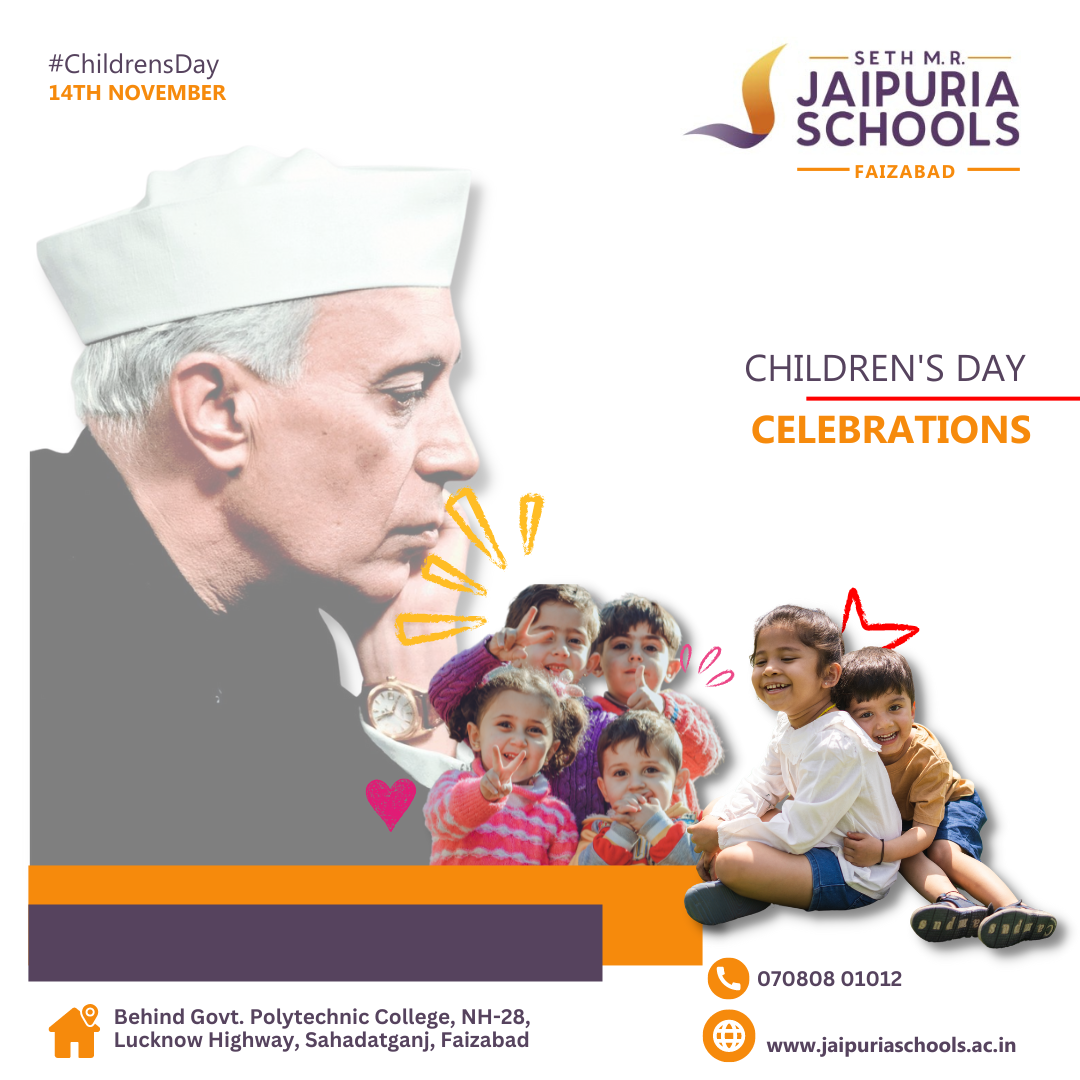 #ChildrensDay
14TH NOVEMBER
SETH M.R.
JAIPURIA
SCHOOLS
FAIZABAD
CHILDREN'S DAY
CELEBRATIONS
070808 01012
Behind Govt. Polytechnic College, NH-28,
Lucknow Highway, Sahadatganj, Faizabad
www.jaipuriaschools.ac.in